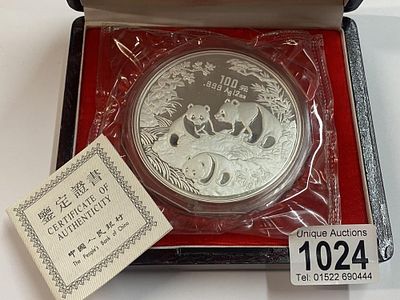 100元
.999 Ag 12oz
鉴定證書
CERTIFICATE OF
AUTHENTICITY
中國人民銀行
The People's Bank of China
Unique Auctions
1024
Tel: 01522 690444